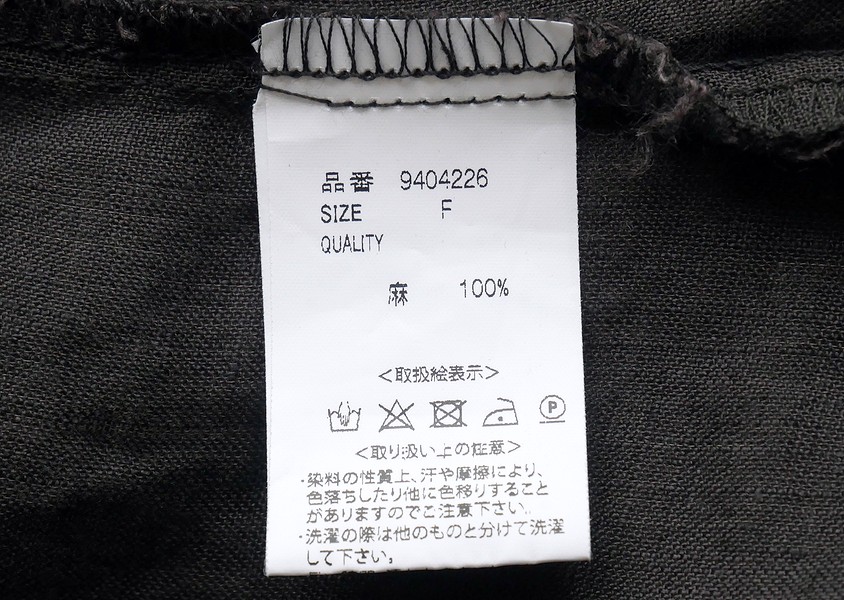 品番 9404226
SIZE F
QUALITY
麻 100%
<取扱絵表示>
P
<取り扱い上の注意>
・染料の性質上、汗や摩擦により、
色落ちしたり他に色移りすること
がありますのでご注意下さい。
・洗濯の際は他のものと分けて洗濯
して下さい。